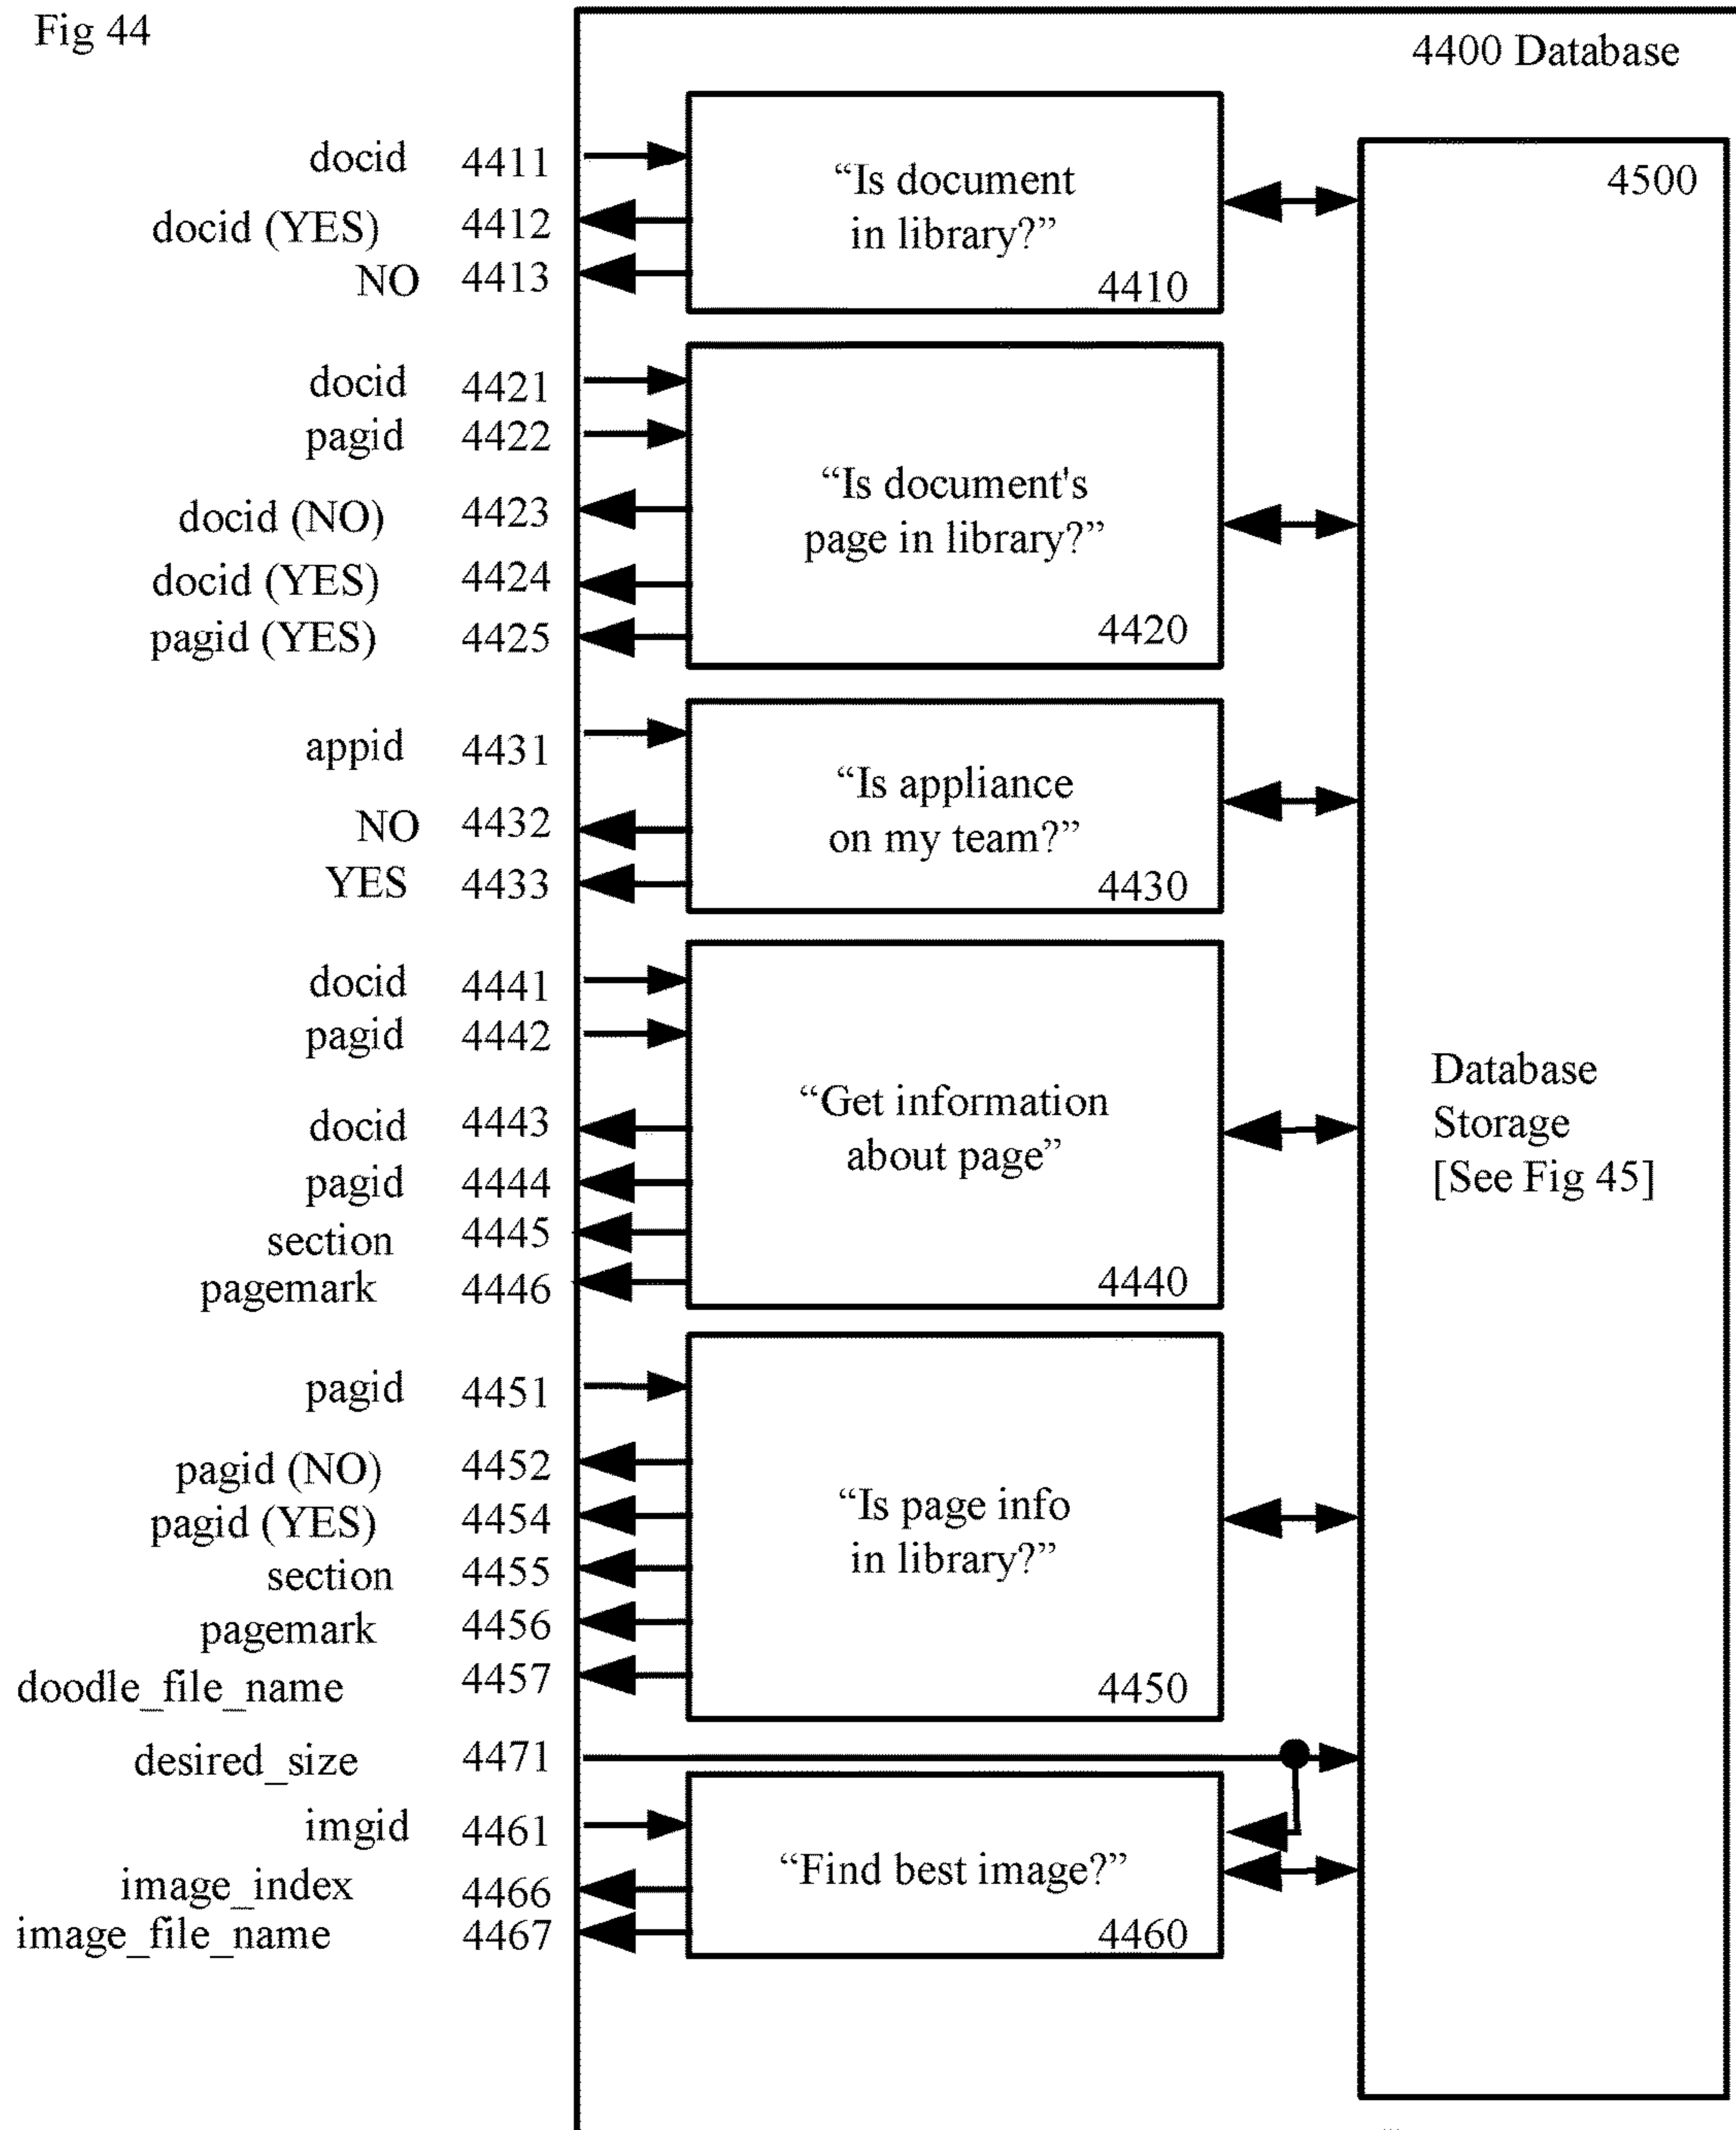 Fig 44
4400 Database
docid 4411
docid (YES) 4412
NO 4413
“Is document
in library?”
4410
4500
docid 4421
pagid 4422
docid (NO) 4423
docid (YES) 4424
pagid (YES) 4425
“Is document's
page in library?”
4420
appid 4431
NO 4432
YES 4433
“Is appliance
on my team?”
4430
docid 4441
pagid 4442
docid 4443
pagid 4444
section 4445
pagemark 4446
“Get information
about page”
4440
Database
Storage
[See Fig 45]
pagid 4451
pagid (NO) 4452
pagid (YES) 4454
section 4455
pagemark 4456
doodle_file_name 4457
“Is page info
in library?”
4450
desired_size 4471
imgid 4461
image_index 4466
image_file_name 4467
“Find best image?”
4460